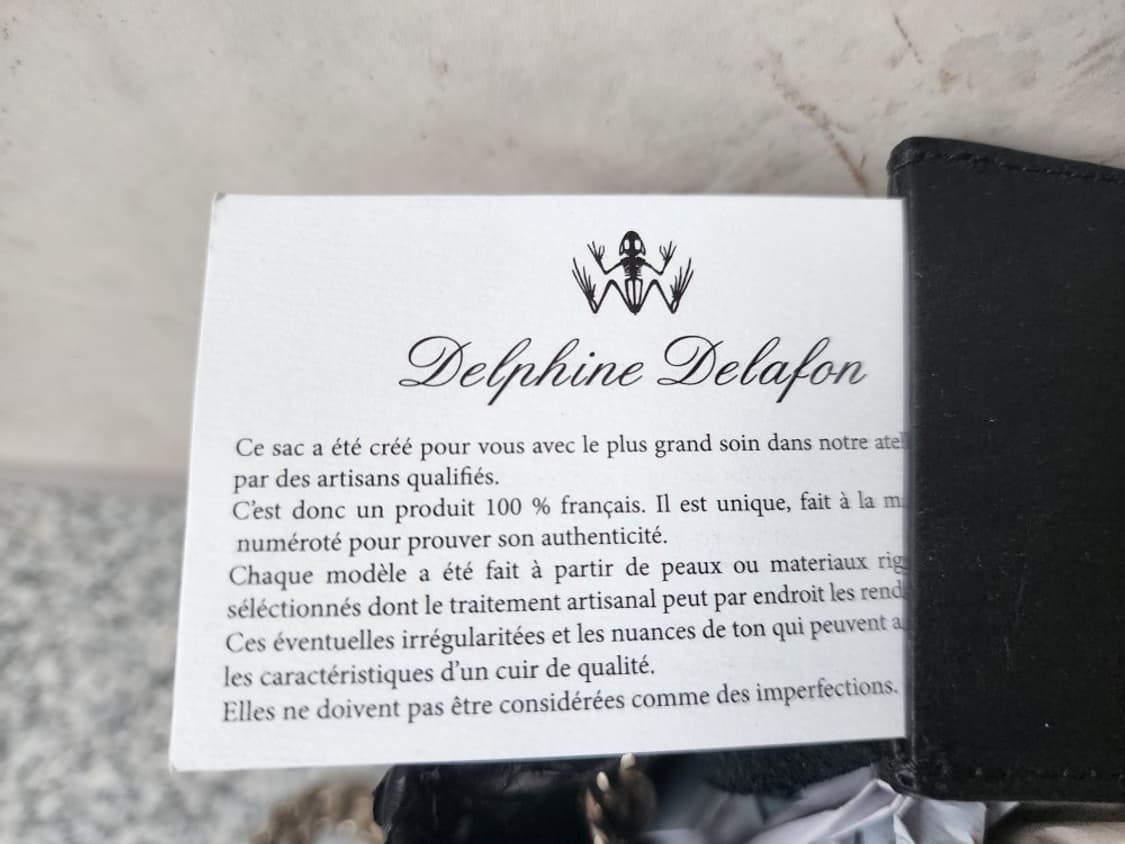 Delphine Delafon
Ce sac a été créé pour vous avec le plus grand soin dans notre
par des artisans qualifiés.
C'est donc un produit 100 % français. Il est unique, fait à la
numéroté pour prouver son authenticité.
Chaque modèle a été fait à partir de peaux ou materiaux
séléctionnés dont le traitement artisanal peut par endroit les
Ces éventuelles irrégularitées et les nuances de ton qui peuvent
les caractéristiques d'un cuir de qualité.
Elles ne doivent pas être considérées comme des imperfections.